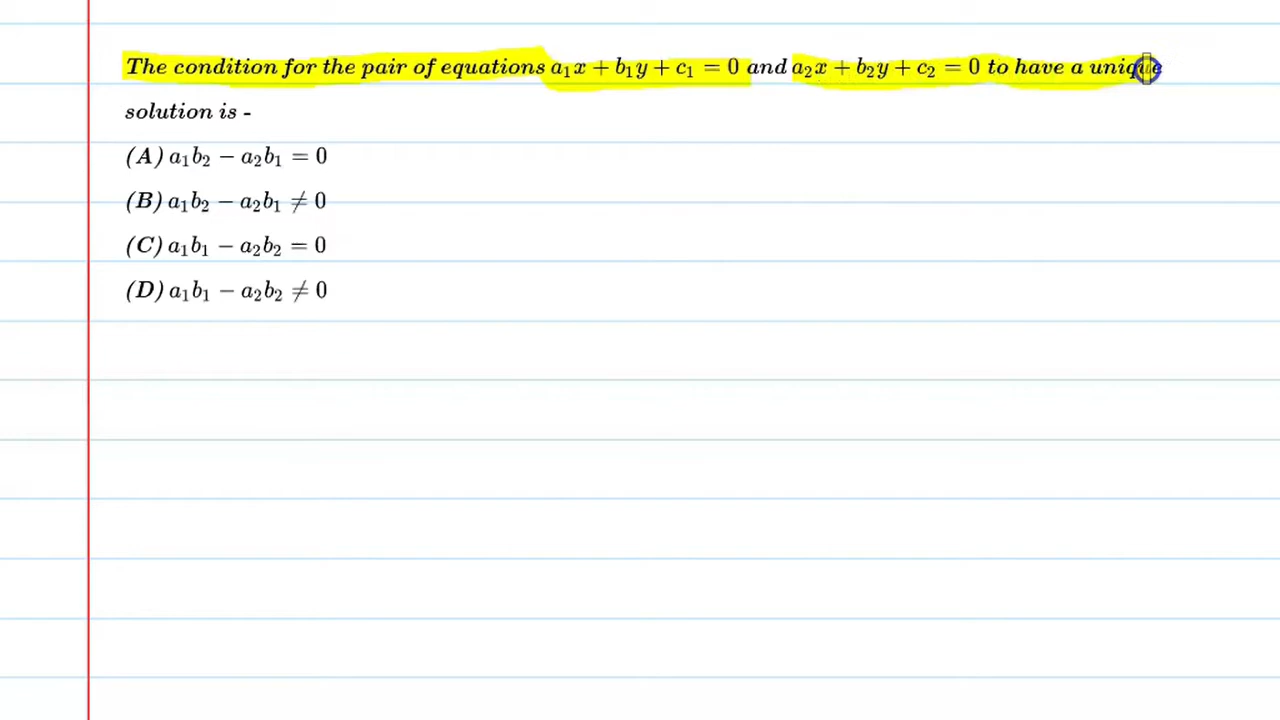 The condition for the pair of equations a₁x + b₁y + c₁ = 0 and a₂x + b₂y + c₂ = 0 to have a unique
solution is -
(A) a₁b₂ − a₂b₁ = 0
(B) a₁b₂ − a₂b₁ ≠ 0
(C) a₁b₁ − a₂b₂ = 0
(D) a₁b₁ − a₂b₂ ≠ 0